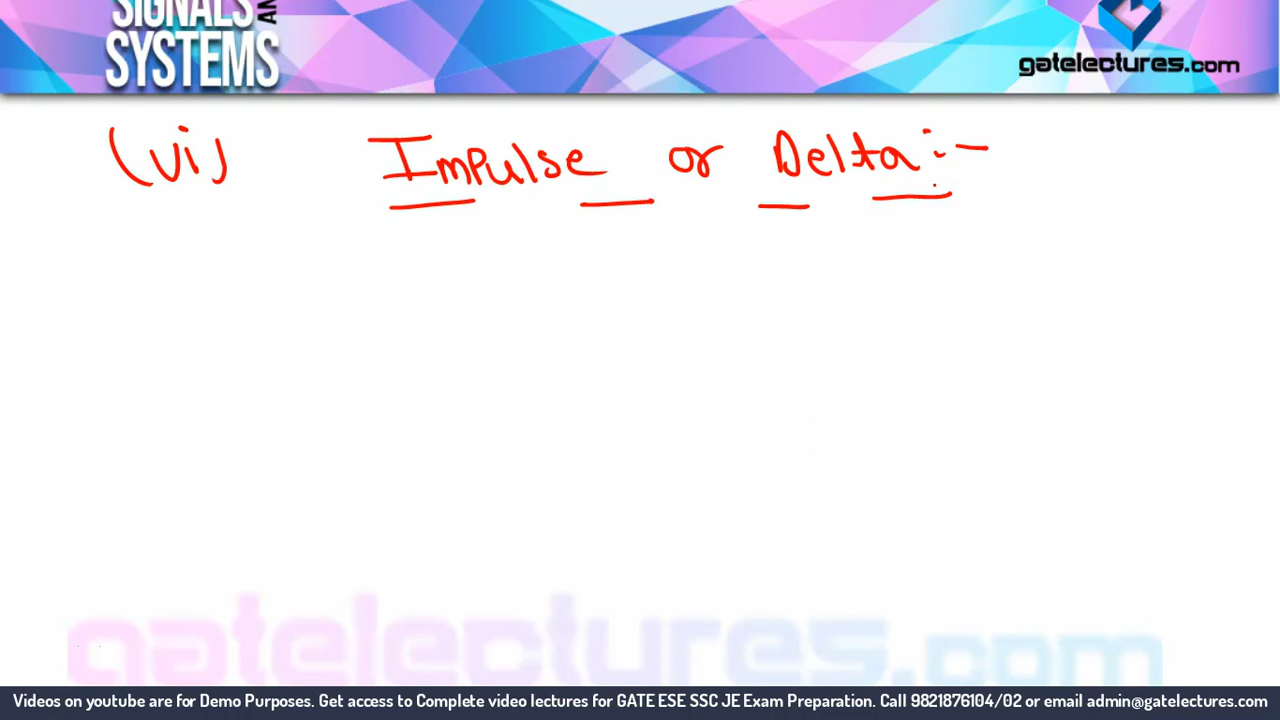 SIGNALS AND
SYSTEMS
gatelectures.com
(vi) Impulse or Delta :-
gatelectures.com
Videos on youtube are for Demo Purposes. Get access to Complete video lectures for GATE ESE SSC JE Exam Preparation. Call 9821876104/02 or email admin@gatelectures.com